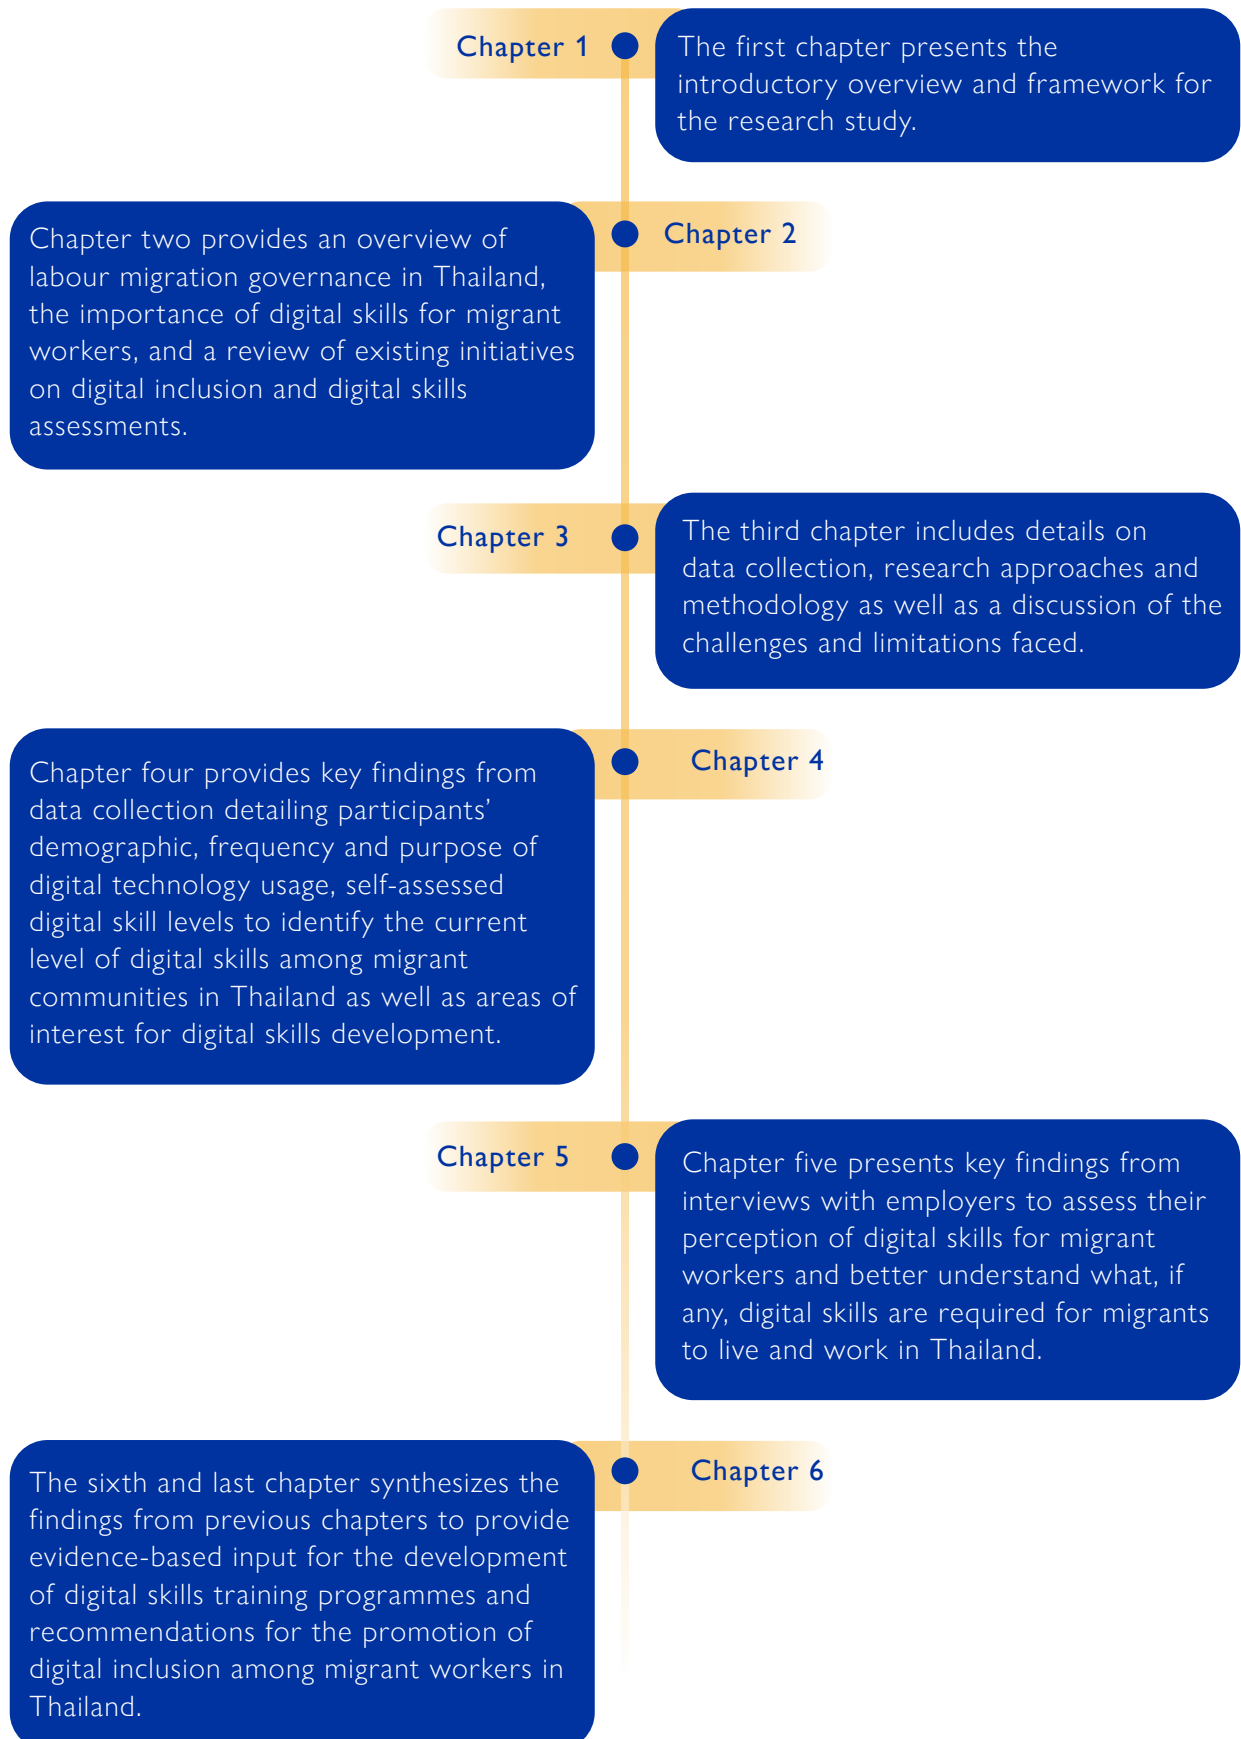 Chapter 1
The first chapter presents the
introductory overview and framework for
the research study.
Chapter 2
Chapter two provides an overview of
labour migration governance in Thailand,
the importance of digital skills for migrant
workers, and a review of existing initiatives
on digital inclusion and digital skills
assessments.
Chapter 3
The third chapter includes details on
data collection, research approaches and
methodology as well as a discussion of the
challenges and limitations faced.
Chapter 4
Chapter four provides key findings from
data collection detailing participants’
demographic, frequency and purpose of
digital technology usage, self-assessed
digital skill levels to identify the current
level of digital skills among migrant
communities in Thailand as well as areas of
interest for digital skills development.
Chapter 5
Chapter five presents key findings from
interviews with employers to assess their
perception of digital skills for migrant
workers and better understand what, if
any, digital skills are required for migrants
to live and work in Thailand.
Chapter 6
The sixth and last chapter synthesizes the
findings from previous chapters to provide
evidence-based input for the development
of digital skills training programmes and
recommendations for the promotion of
digital inclusion among migrant workers in
Thailand.